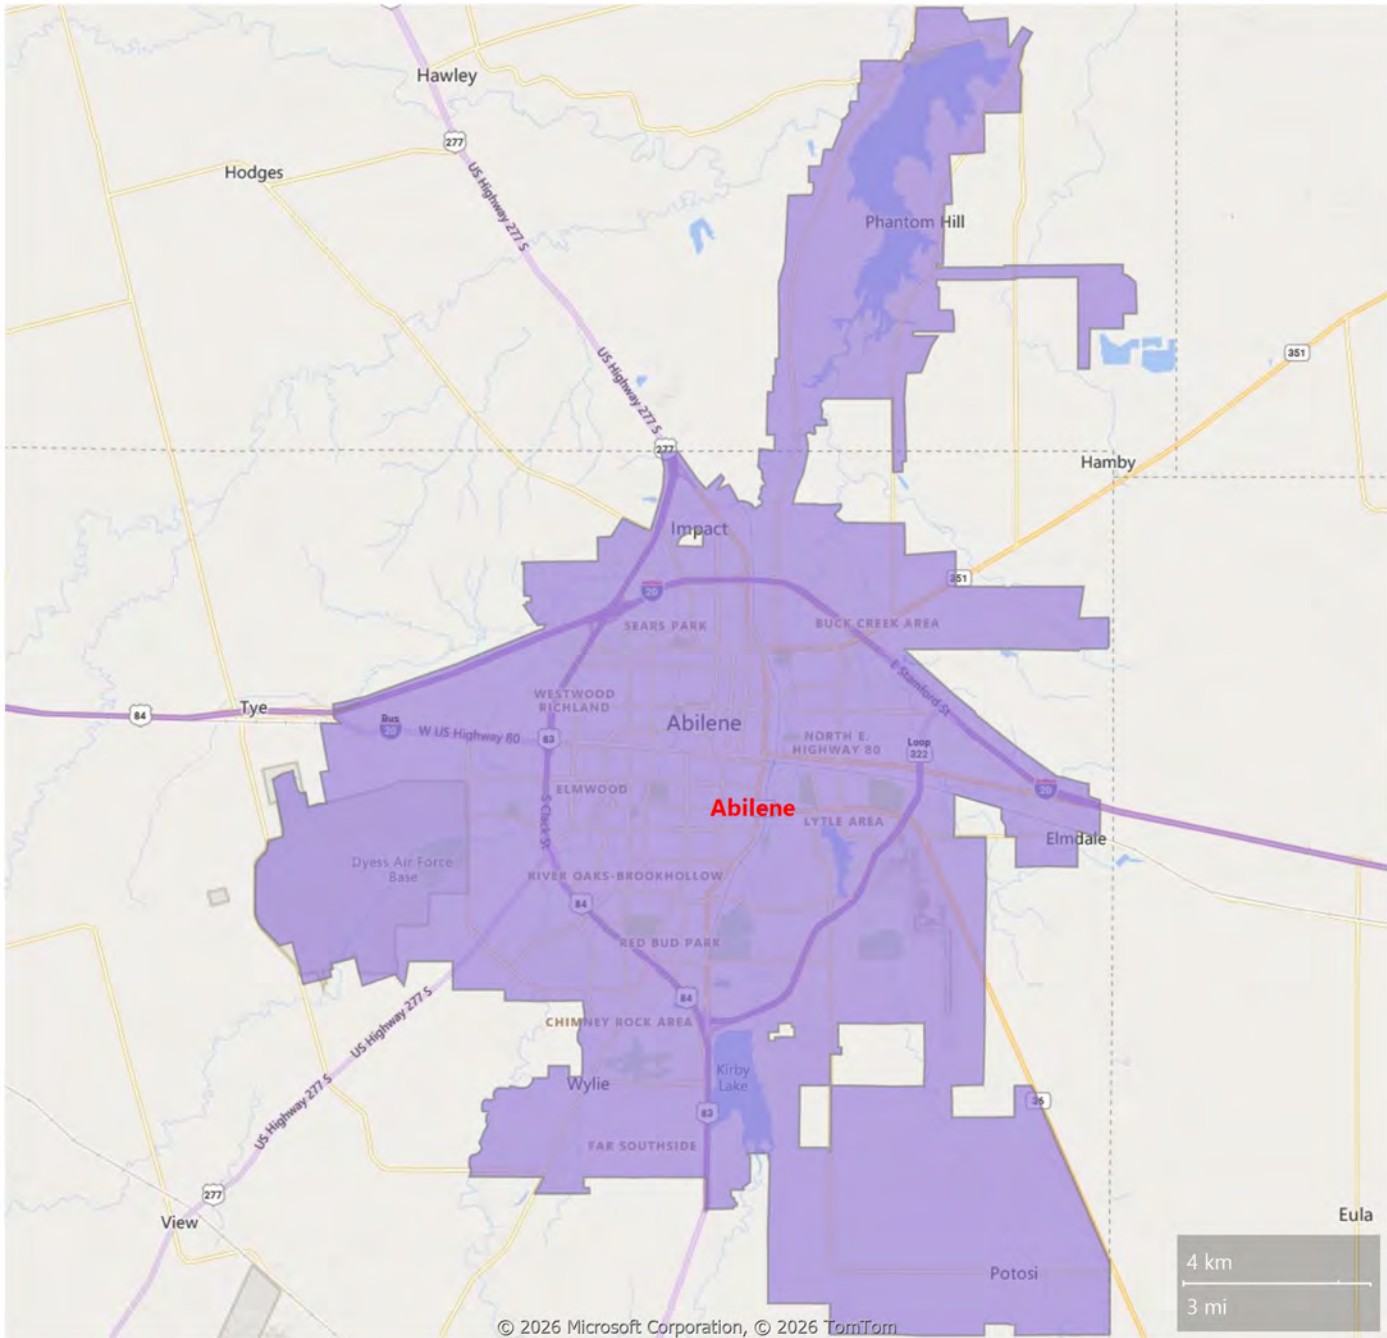 Hawley
277
Hodges
US Highway 277 S
Phantom Hill
351
US Highway 277 S
277
Hamby
Impact
351
20
SEARS PARK
BUCK CREEK AREA
E Stamford St
WESTWOOD
RICHLAND
Tye
84
Bus
20
W US Highway 80
83
Abilene
NORTH E.
HIGHWAY 80
Loop
322
ELMWOOD
S Clack St
Abilene
LYTLE AREA
20
Elmdale
Dyess Air Force
Base
RIVER OAKS-BROOKHOLLOW
84
RED BUD PARK
84
US Highway 277 S
CHIMNEY ROCK AREA
Kirby
Lake
Wylie
83
36
US Highway 277 S
FAR SOUTHSIDE
277
View
Eula
Potosi
4 km
3 mi
© 2026 Microsoft Corporation, © 2026 TomTom